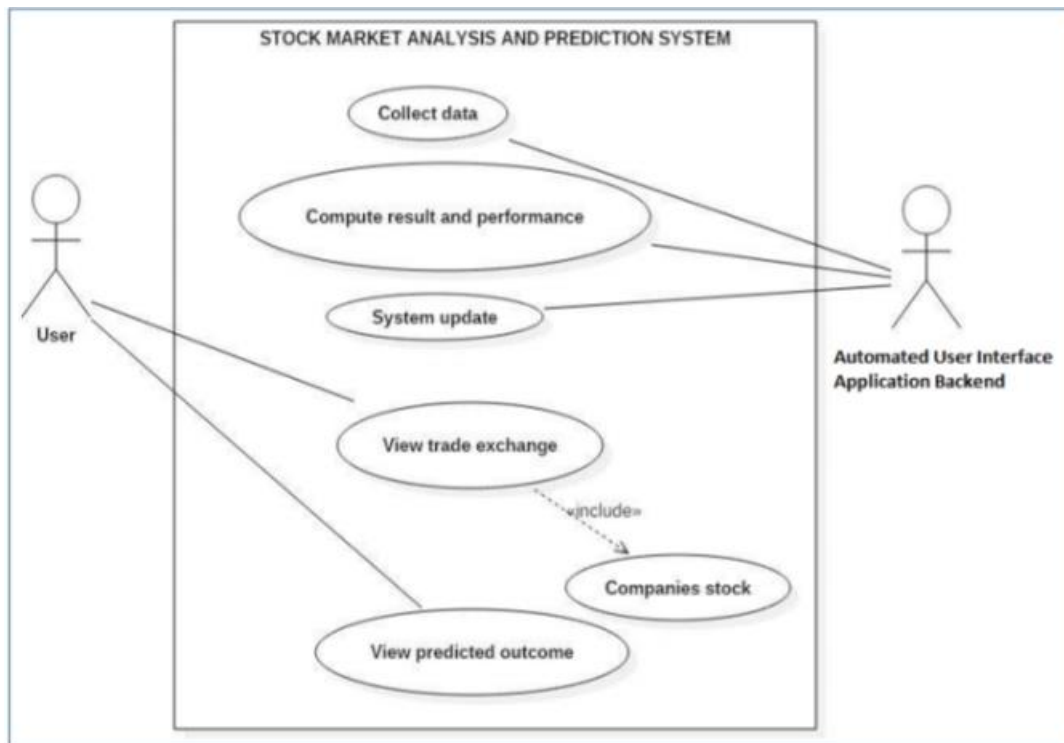 STOCK MARKET ANALYSIS AND PREDICTION SYSTEM
Collect data
Compute result and performance
System update
User
Automated User Interface
Application Backend
View trade exchange
«include»
Companies stock
View predicted outcome